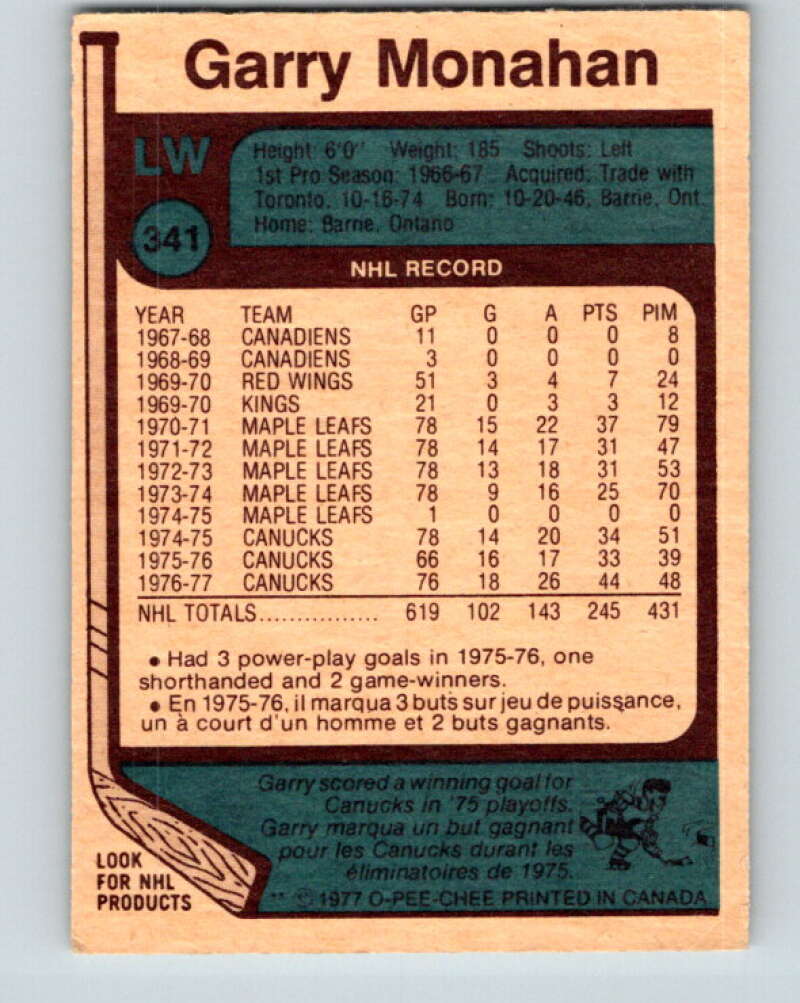 Garry Monahan
LW
341
Height: 6'0" Weight: 185 Shoots: Left
1st Pro Season: 1966-67 Acquired: Trade with
Toronto, 10-16-74 Born: 10-20-46, Barrie, Ont.
Home: Barrie, Ontario
NHL RECORD
YEAR TEAM GP G A PTS PIM
1967-68 CANADIENS 11 0 0 0 8
1968-69 CANADIENS 3 0 0 0 0
1969-70 RED WINGS 51 3 4 7 24
1969-70 KINGS 21 0 3 3 12
1970-71 MAPLE LEAFS 78 15 22 37 79
1971-72 MAPLE LEAFS 78 14 17 31 47
1972-73 MAPLE LEAFS 78 13 18 31 53
1973-74 MAPLE LEAFS 78 9 16 25 70
1974-75 MAPLE LEAFS 1 0 0 0 0
1974-75 CANUCKS 78 14 20 34 51
1975-76 CANUCKS 66 16 17 33 39
1976-77 CANUCKS 76 18 26 44 48
NHL TOTALS................ 619 102 143 245 431
• Had 3 power-play goals in 1975-76, one
shorthanded and 2 game-winners.
• En 1975-76, il marqua 3 buts sur jeu de puissance,
un à court d'un homme et 2 buts gagnants.
Garry scored a winning goal for
Canucks in '75 playoffs.
Garry marqua un but gagnant
pour les Canucks durant les
éliminatoires de 1975.
LOOK
FOR NHL
PRODUCTS
** © 1977 O-PEE-CHEE PRINTED IN CANADA